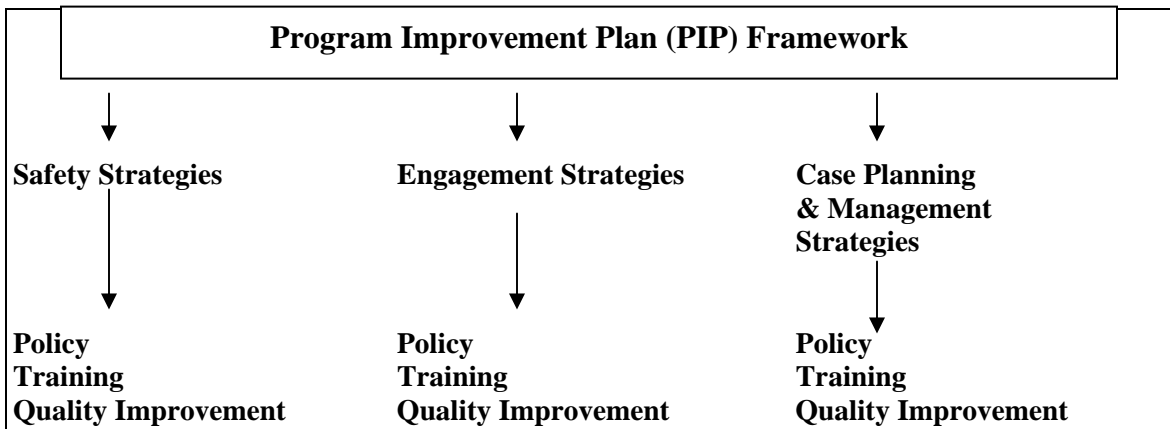 Program Improvement Plan (PIP) Framework
Safety Strategies
Engagement Strategies
Case Planning
& Management
Strategies
Policy
Training
Quality Improvement
Policy
Training
Quality Improvement
Policy
Training
Quality Improvement